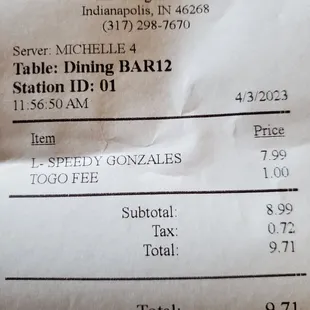 Indianapolis, IN 46268
(317) 298-7670
Server: MICHELLE 4
Table: Dining BAR12
Station ID: 01
11:56:50 AM 4/3/2023
Item Price
L- SPEEDY GONZALES 7.99
TOGO FEE 1.00
Subtotal: 8.99
Tax: 0.72
Total: 9.71
Total: 9.71